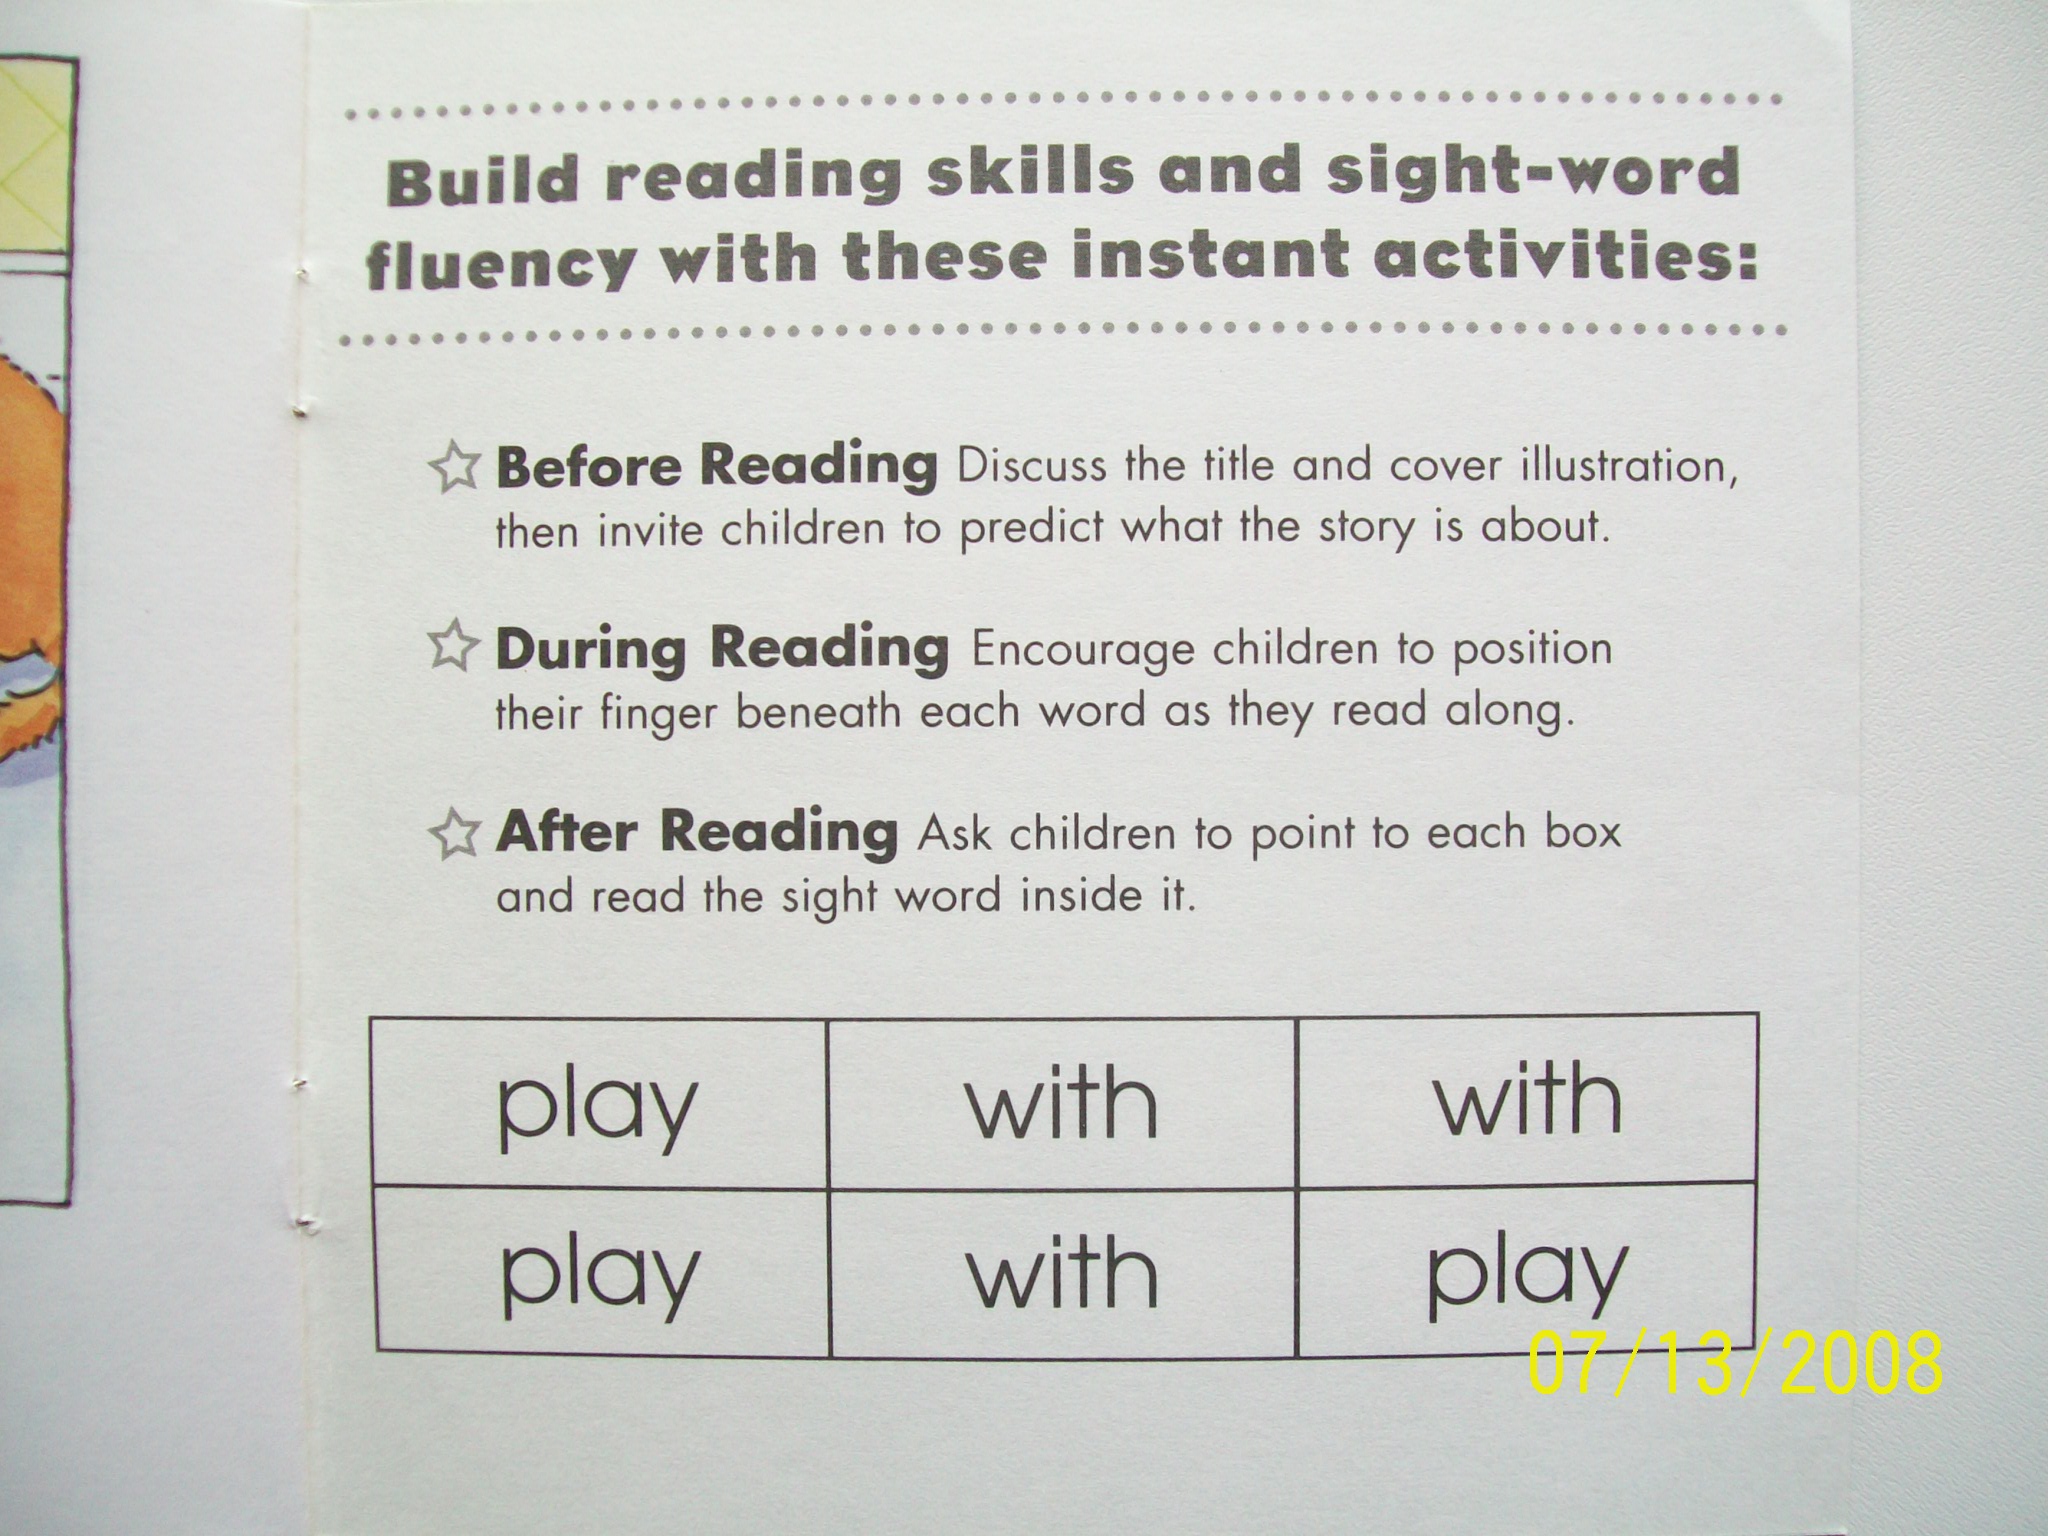 Build reading skills and sight-word
fluency with these instant activities:
Before Reading Discuss the title and cover illustration,
then invite children to predict what the story is about.
During Reading Encourage children to position
their finger beneath each word as they read along.
After Reading Ask children to point to each box
and read the sight word inside it.
play with with
play with play
07/13/2008